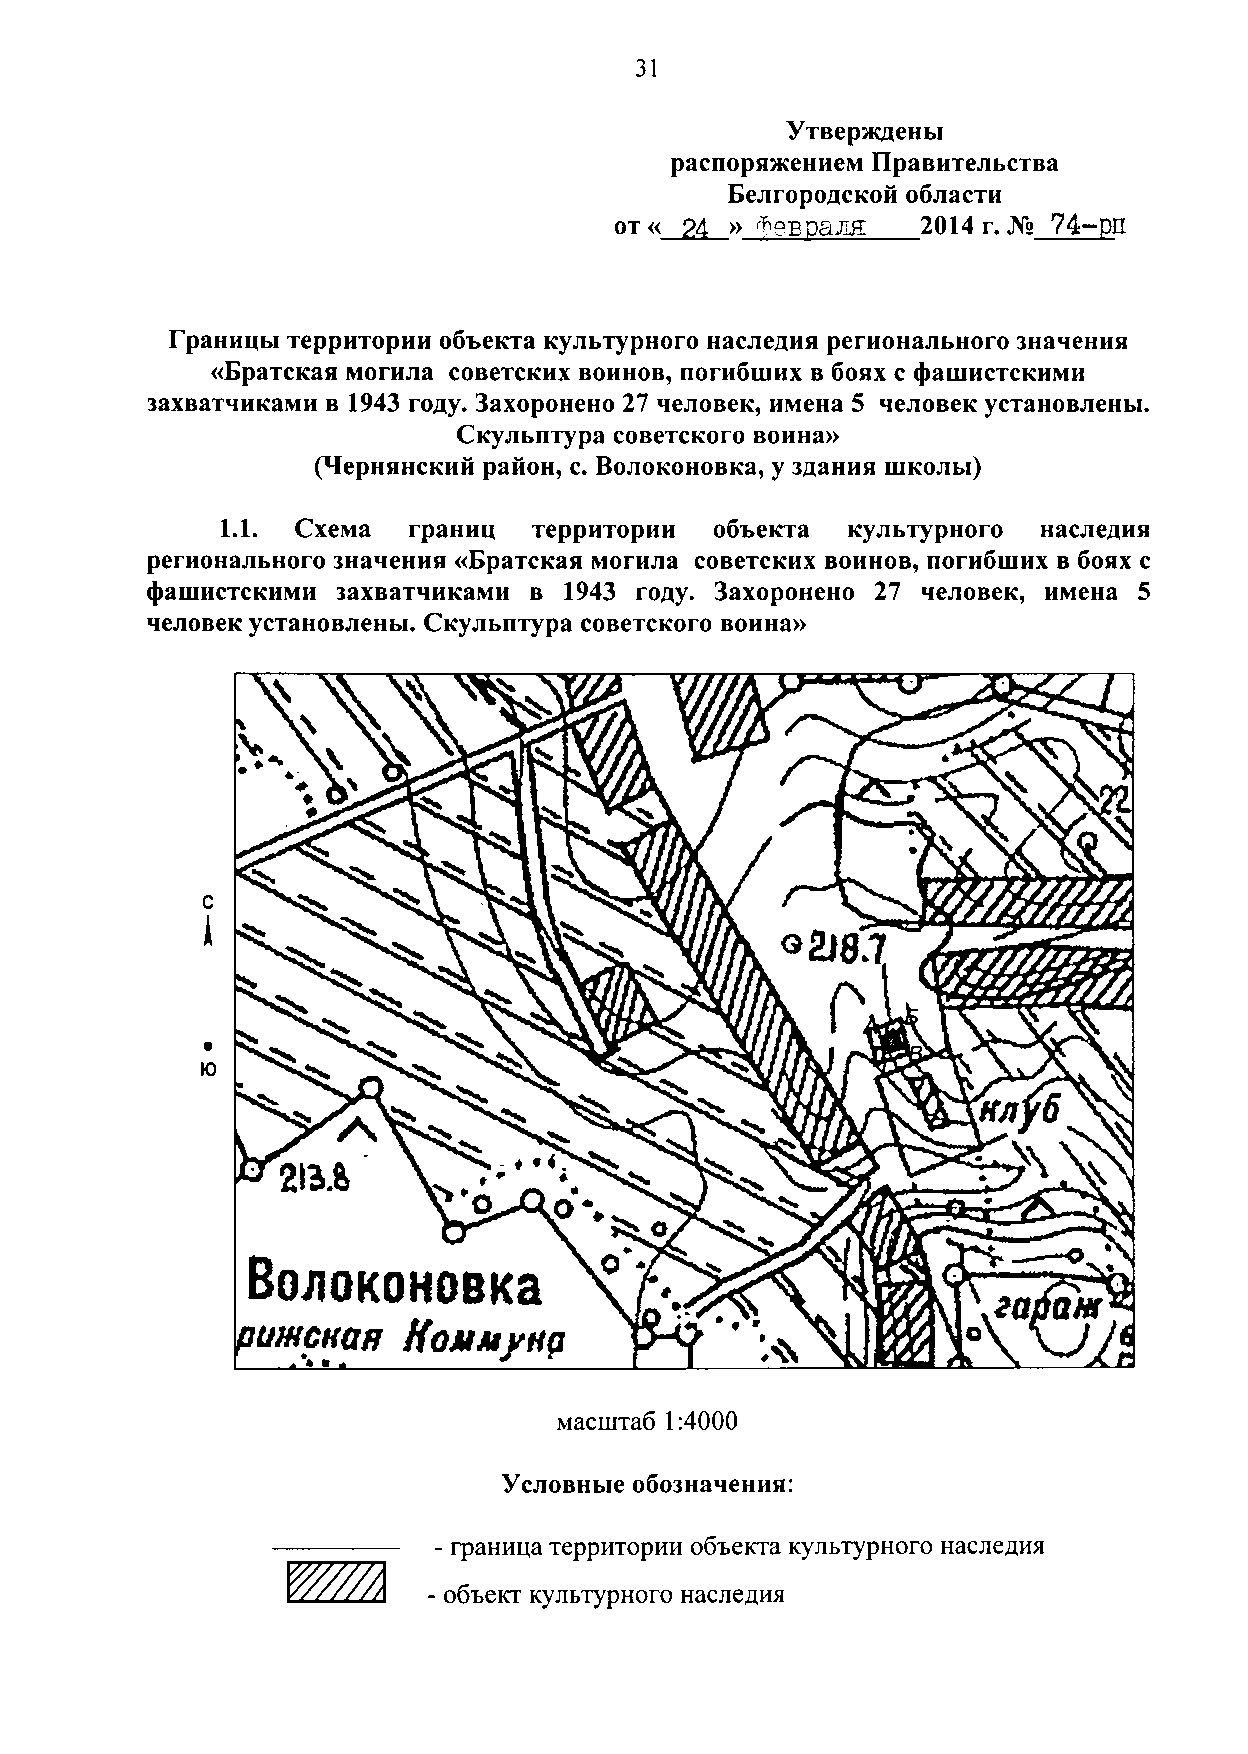 31
Утверждены
распоряжением Правительства
Белгородской области
от « 24 » февраля 2014 г. № 74-рп
Границы территории объекта культурного наследия регионального значения
«Братская могила советских воинов, погибших в боях с фашистскими
захватчиками в 1943 году. Захоронено 27 человек, имена 5 человек установлены.
Скульптура советского воина»
(Чернянский район, с. Волоконовка, у здания школы)
1.1. Схема границ территории объекта культурного наследия
регионального значения «Братская могила советских воинов, погибших в боях с
фашистскими захватчиками в 1943 году. Захоронено 27 человек, имена 5
человек установлены. Скульптура советского воина»
22
С
218.7
Б
В
Ю
клуб
213.8
Волоконовка
гараж
рижская Коммуна
масштаб 1:4000
Условные обозначения:
- граница территории объекта культурного наследия
- объект культурного наследия